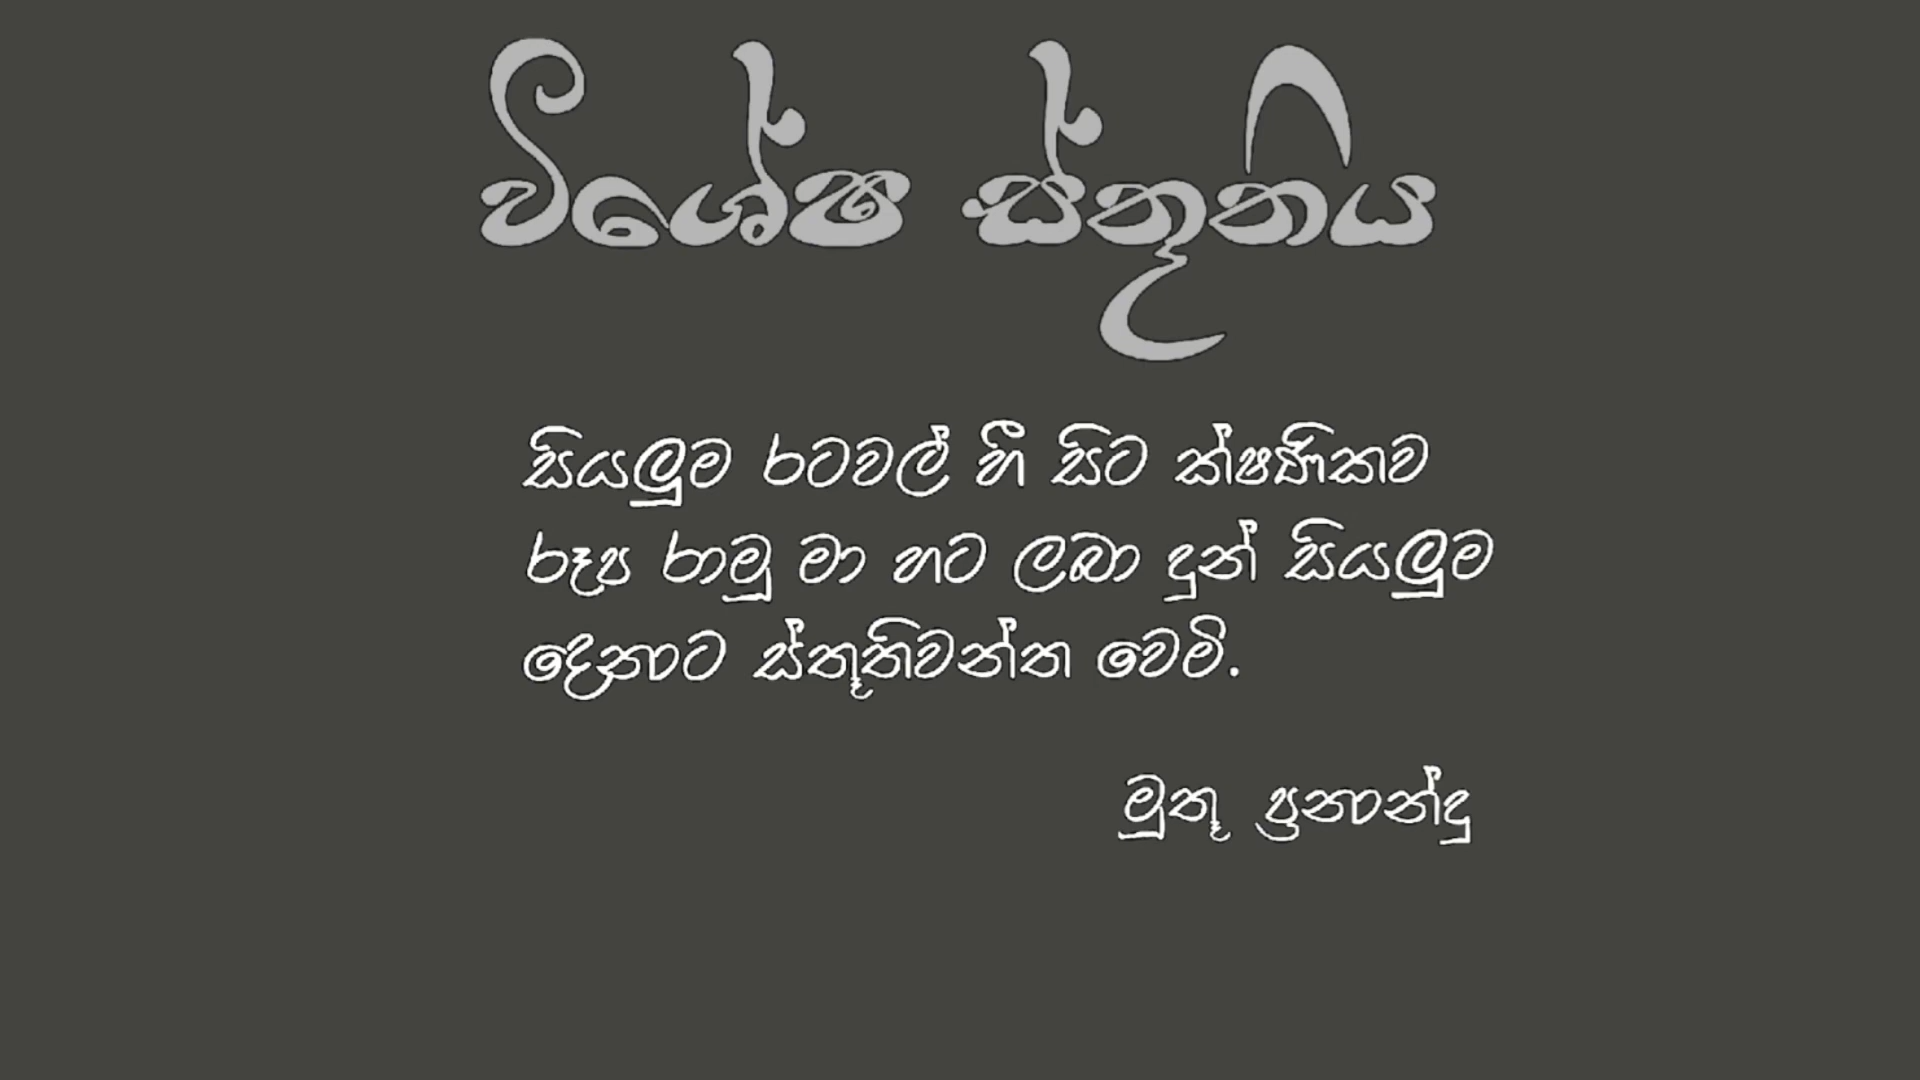 විශේෂ ස්තූතිය
සියලුම රටවල් හී සිට ක්ෂණිකව
රූප රාමු මා හට ලබා දුන් සියලුම
දෙනාට ස්තූතිවන්ත වෙමි.
මුතූ ප්‍රනාන්දු